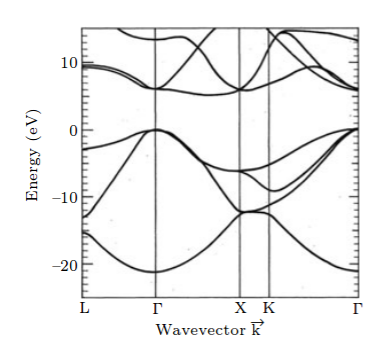 Energy (eV)
10
0
−10
−20
L Γ X K Γ
Wavevector k⃗